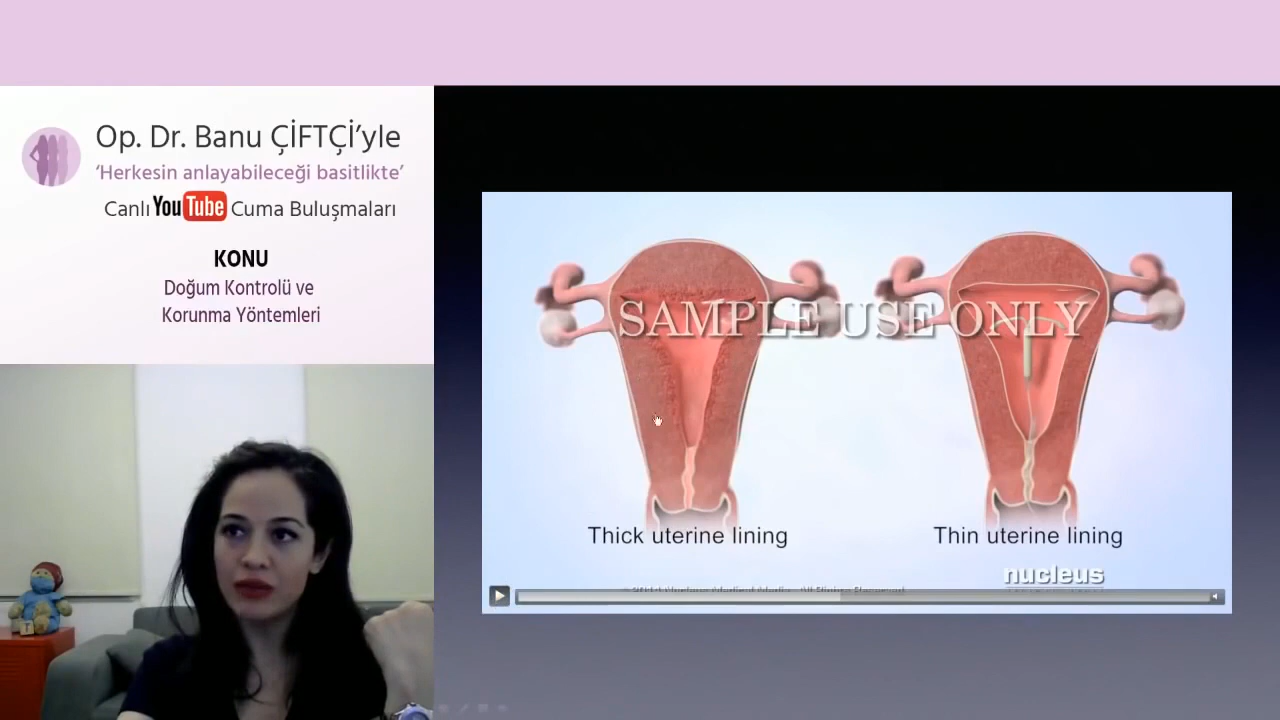 Op. Dr. Banu ÇİFTÇİ'yle
‘Herkesin anlayabileceği basitlikte’
Canlı YouTube Cuma Buluşmaları
KONU
Doğum Kontrolü ve
Korunma Yöntemleri
SAMPLE USE ONLY
Thick uterine lining
Thin uterine lining
nucleus
T